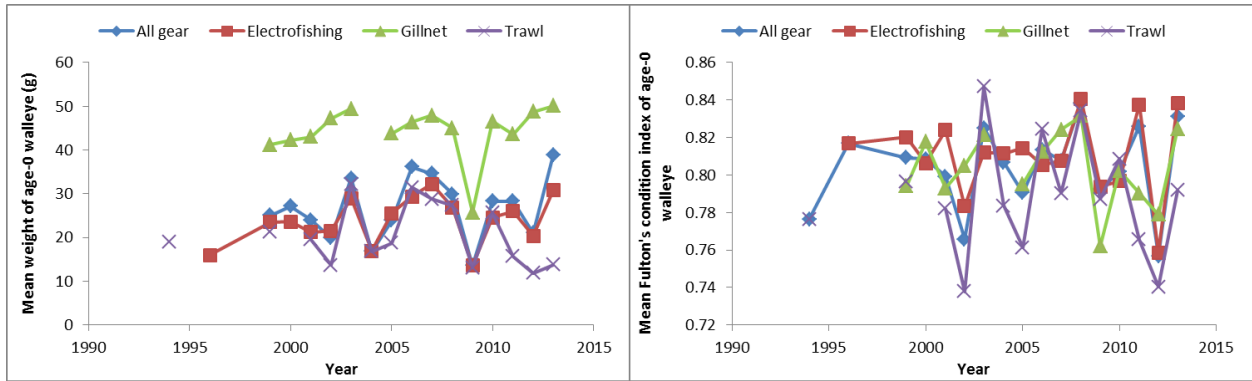 All gear Electrofishing Gillnet Trawl
Mean weight of age-0 walleye (g)
60
50
40
30
20
10
0
1990 1995 2000 2005 2010 2015
Year
All gear Electrofishing Gillnet Trawl
Mean Fulton's condition index of age-0
walleye
0.86
0.84
0.82
0.80
0.78
0.76
0.74
0.72
1990 1995 2000 2005 2010 2015
Year